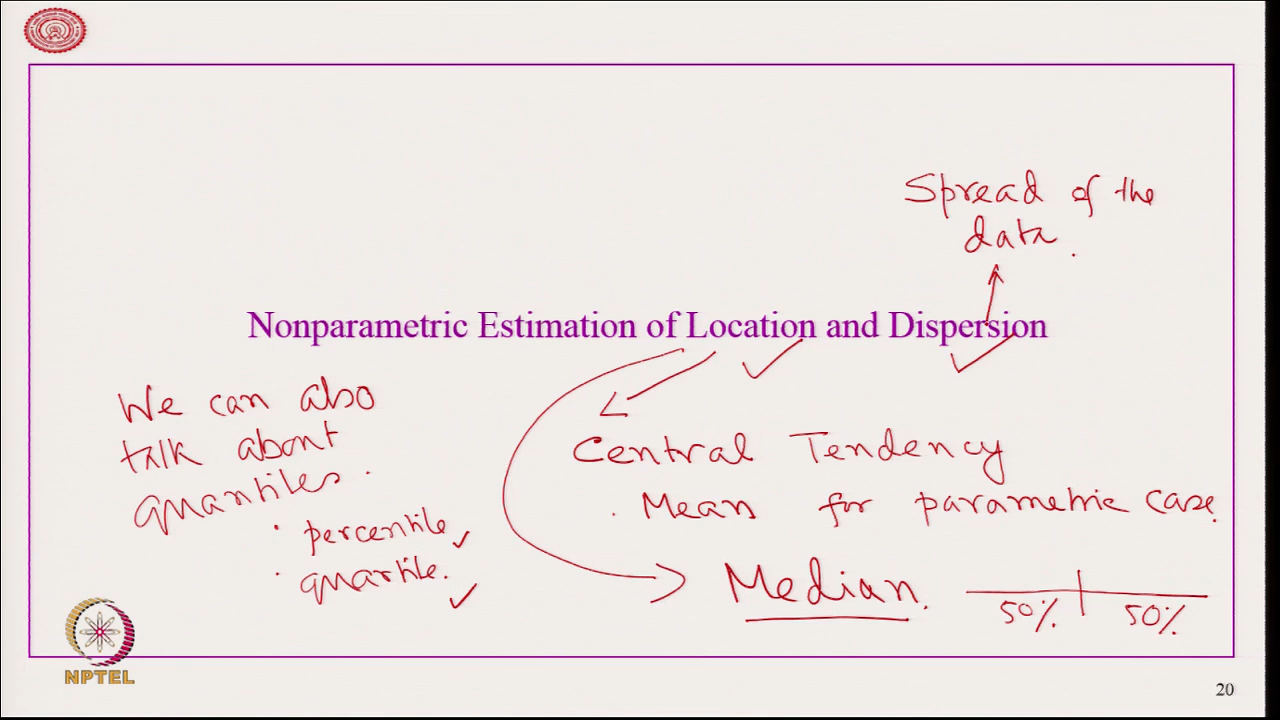 Spread of the
data.
Nonparametric Estimation of Location and Dispersion
We can also
talk about
quantiles.
· percentile
· quartile.
Central Tendency
. Mean for parametric case.
Median.
50% 50%
NPTEL
20